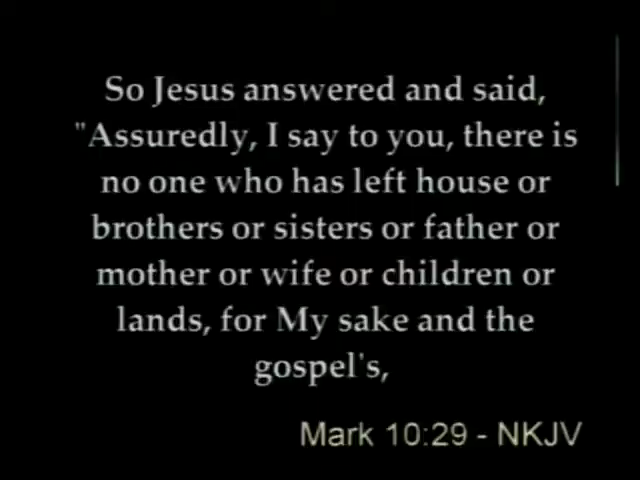 So Jesus answered and said,
"Assuredly, I say to you, there is
no one who has left house or
brothers or sisters or father or
mother or wife or children or
lands, for My sake and the
gospel's,
Mark 10:29 - NKJV